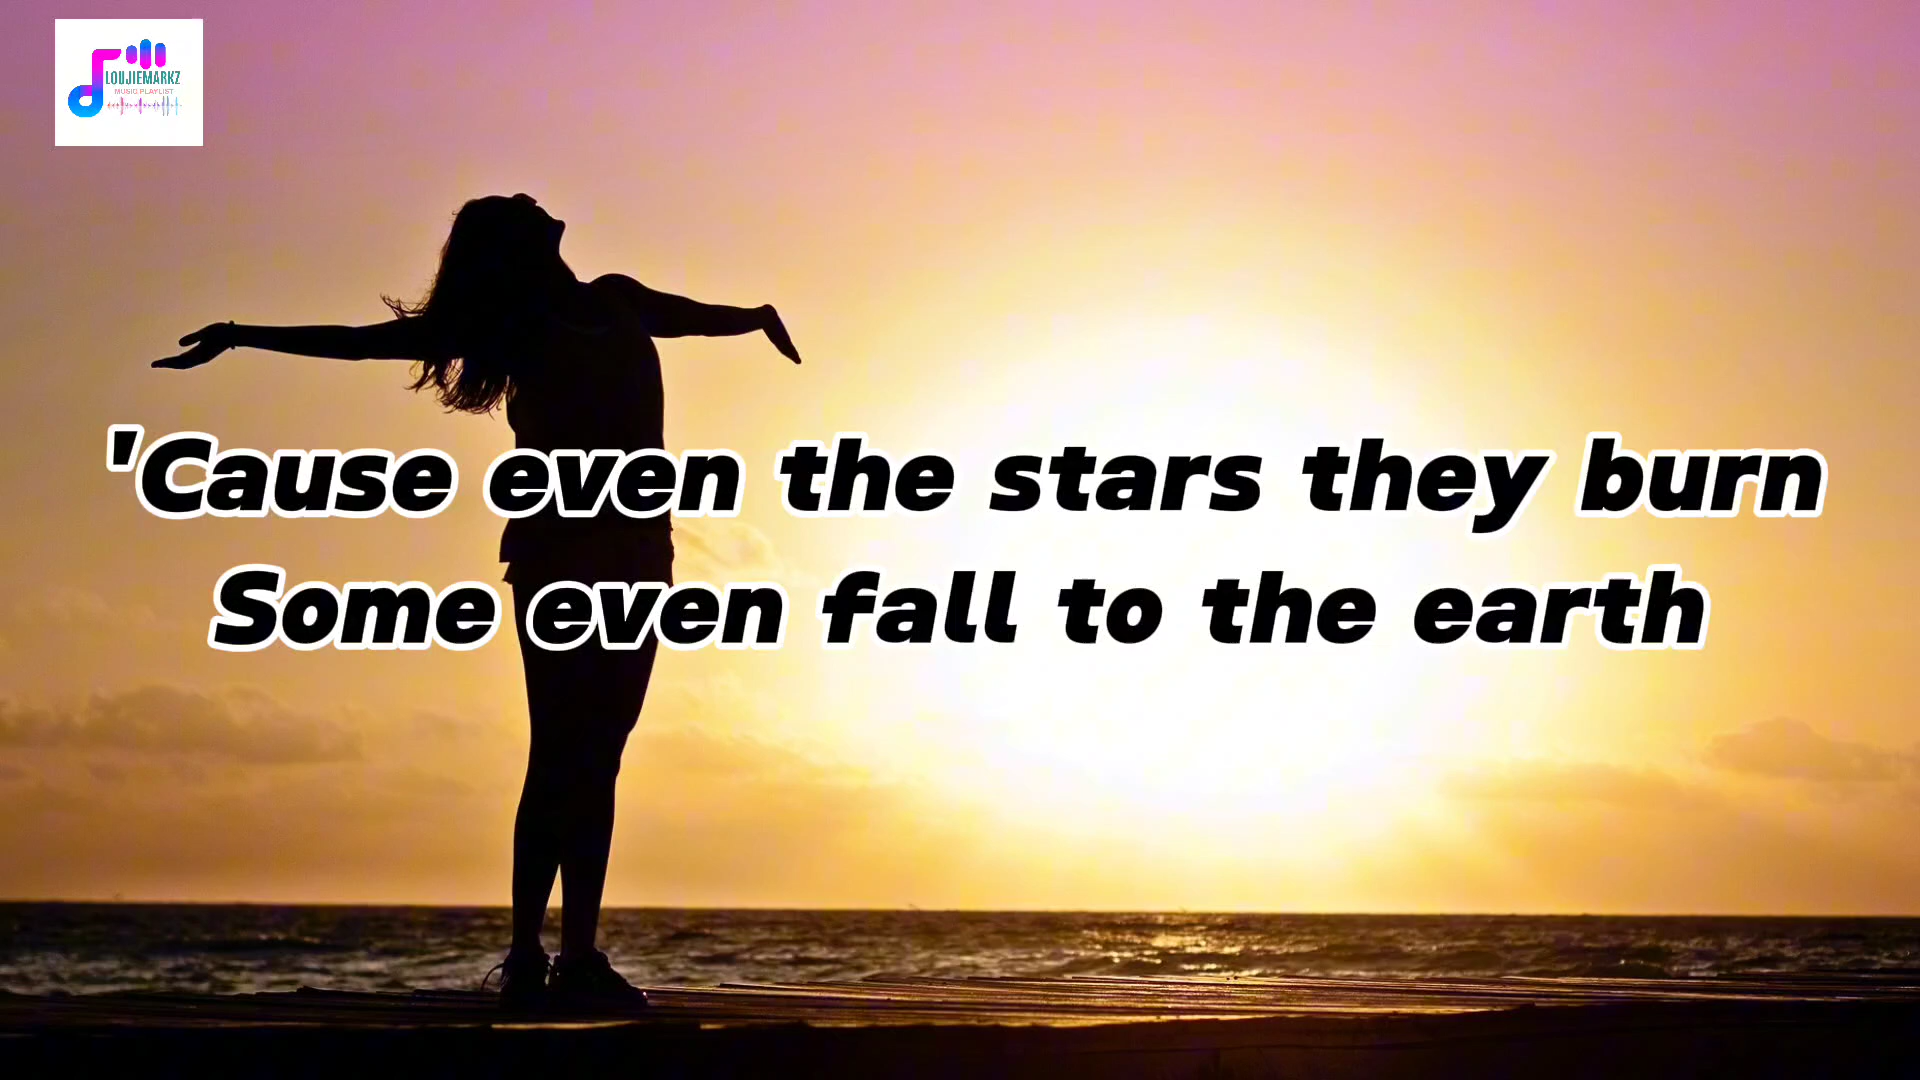 LOUJIEMARKZ
MUSIC PLAYLIST
'Cause even the stars they burn
Some even fall to the earth